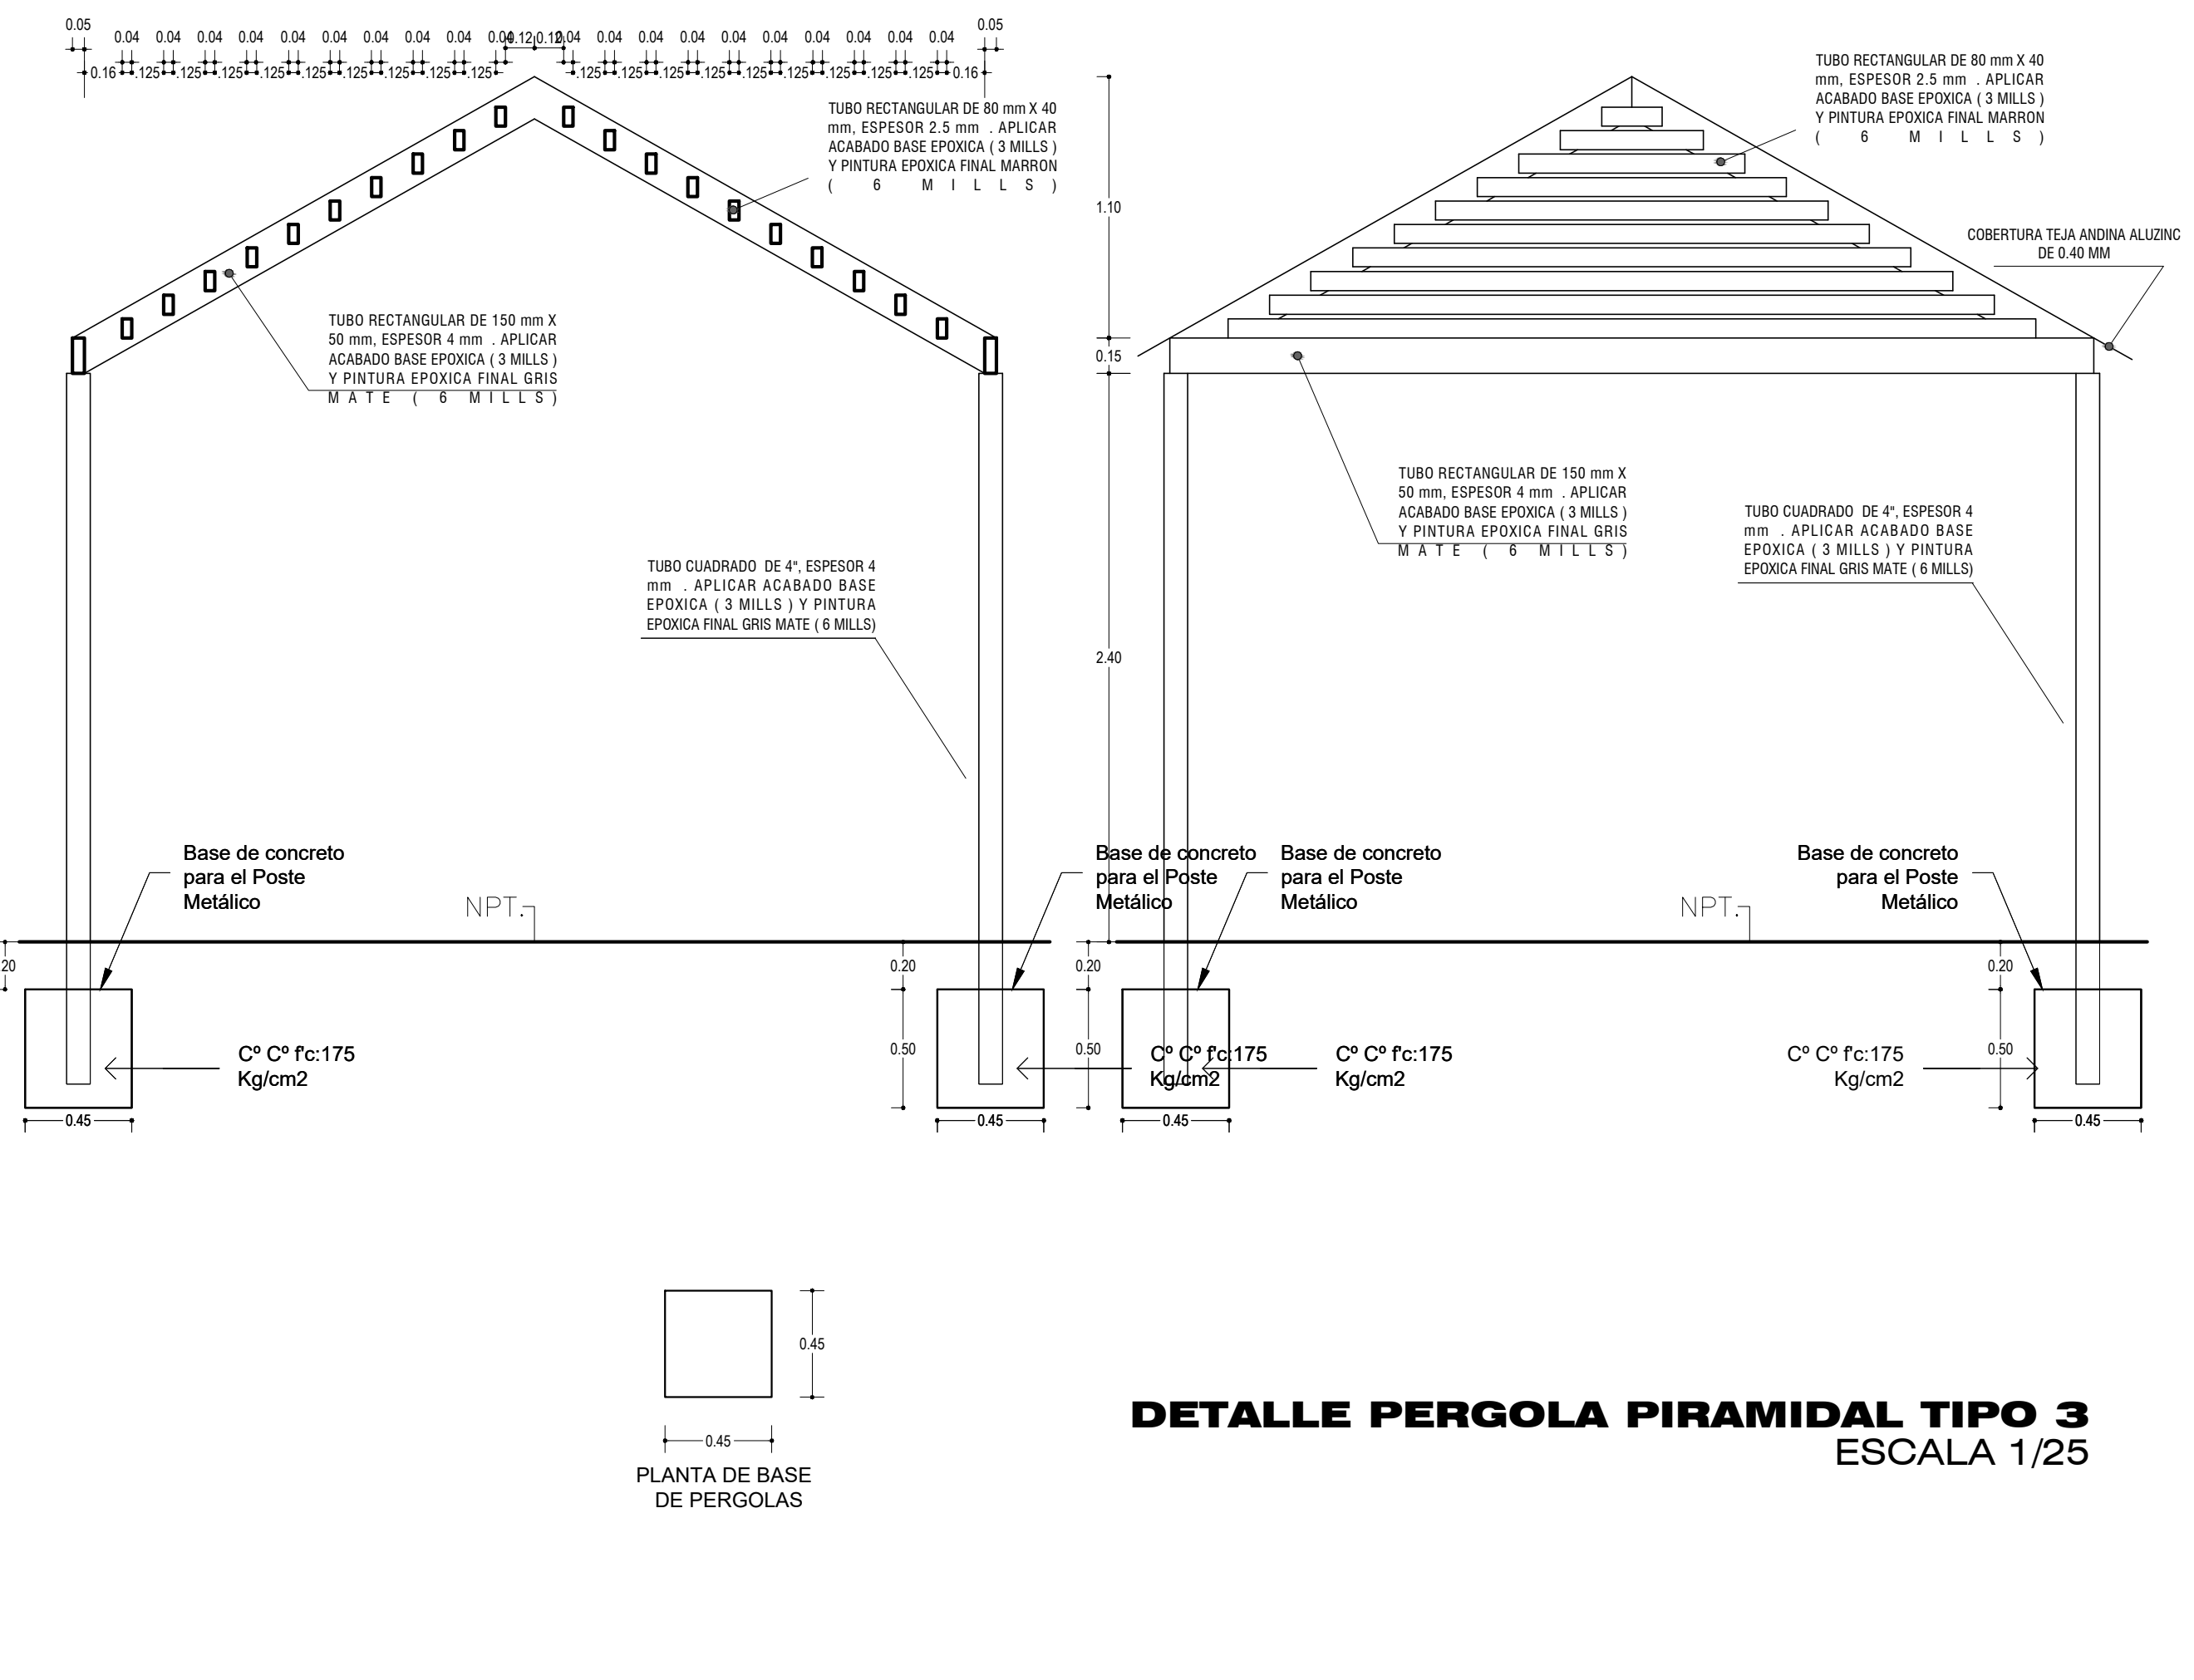 0.05
0.04 0.04 0.04 0.04 0.04 0.04 0.04 0.04 0.04 0.04 0.12 0.12 0.04 0.04 0.04 0.04 0.04 0.04 0.04 0.04 0.04 0.04
0.05
0.16 .125 .125 .125 .125 .125 .125 .125 .125 .125 .125 .125 .125 .125 .125 .125 .125 .125 .125 0.16
TUBO RECTANGULAR DE 80 mm X 40
mm, ESPESOR 2.5 mm . APLICAR
ACABADO BASE EPOXICA ( 3 MILLS )
Y PINTURA EPOXICA FINAL MARRON
( 6 MILLS)
TUBO RECTANGULAR DE 150 mm X
50 mm, ESPESOR 4 mm . APLICAR
ACABADO BASE EPOXICA ( 3 MILLS )
Y PINTURA EPOXICA FINAL GRIS
MATE ( 6 MILLS)
TUBO CUADRADO DE 4", ESPESOR 4
mm . APLICAR ACABADO BASE
EPOXICA ( 3 MILLS ) Y PINTURA
EPOXICA FINAL GRIS MATE ( 6 MILLS)
Base de concreto
para el Poste
Metálico
NPT.
Base de concreto
para el Poste
Metálico
20
0.20
0.50
Cº Cº f'c:175
Kg/cm2
Cº Cº f'c:175
Kg/cm2
0.45
0.45
TUBO RECTANGULAR DE 80 mm X 40
mm, ESPESOR 2.5 mm . APLICAR
ACABADO BASE EPOXICA ( 3 MILLS )
Y PINTURA EPOXICA FINAL MARRON
( 6 MILLS)
1.10
COBERTURA TEJA ANDINA ALUZINC
DE 0.40 MM
0.15
TUBO RECTANGULAR DE 150 mm X
50 mm, ESPESOR 4 mm . APLICAR
ACABADO BASE EPOXICA ( 3 MILLS )
Y PINTURA EPOXICA FINAL GRIS
MATE ( 6 MILLS)
TUBO CUADRADO DE 4", ESPESOR 4
mm . APLICAR ACABADO BASE
EPOXICA ( 3 MILLS ) Y PINTURA
EPOXICA FINAL GRIS MATE ( 6 MILLS)
2.40
Base de concreto
para el Poste
Metálico
NPT.
Base de concreto
para el Poste
Metálico
0.20
0.20
0.50
0.50
Cº Cº f'c:175
Kg/cm2
Cº Cº f'c:175
Kg/cm2
0.45
0.45
0.45
0.45
PLANTA DE BASE
DE PERGOLAS
DETALLE PERGOLA PIRAMIDAL TIPO 3
ESCALA 1/25